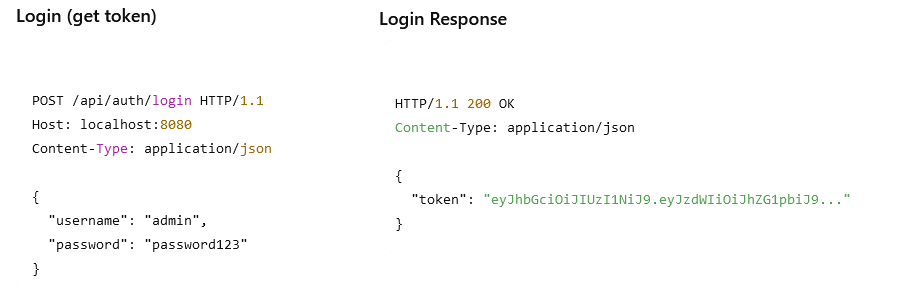 Login (get token)
POST /api/auth/login HTTP/1.1
Host: localhost:8080
Content-Type: application/json
{
"username": "admin",
"password": "password123"
}
Login Response
HTTP/1.1 200 OK
Content-Type: application/json
{
"token": "eyJhbGciOiJIUzI1NiJ9.eyJzdWIiOiJhZG1pbiJ9..."
}